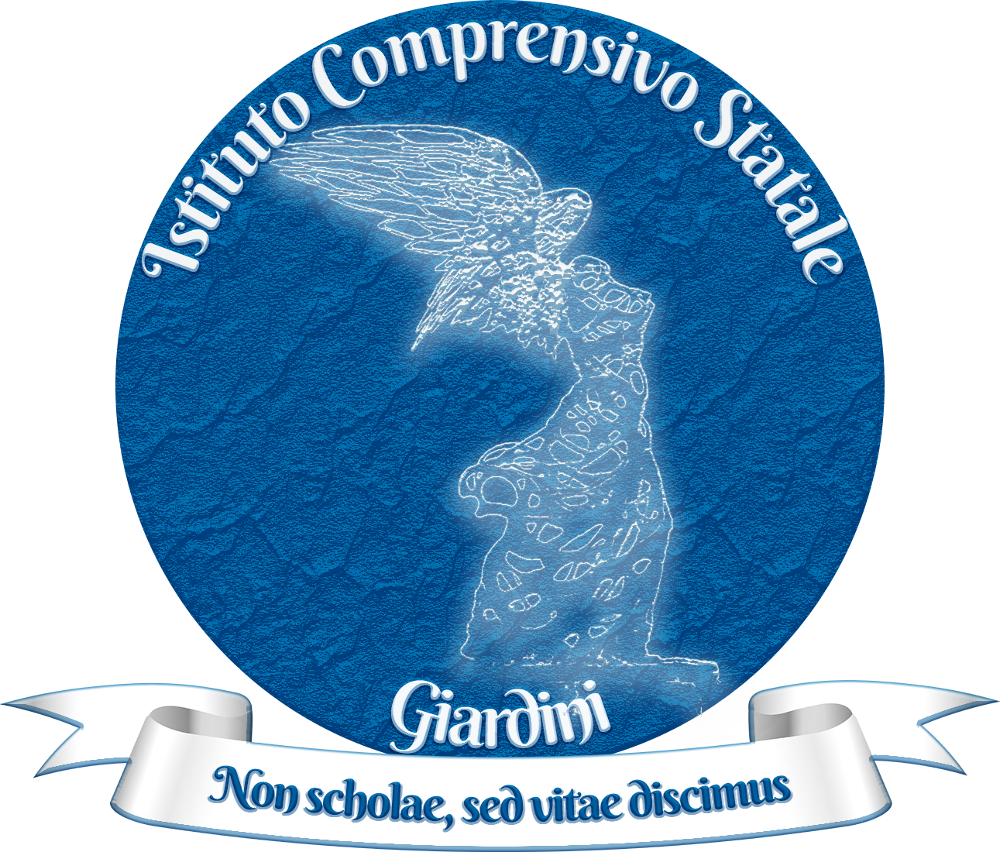 Istituto Comprensivo Statale
Giardini
Non scholae, sed vitae discimus